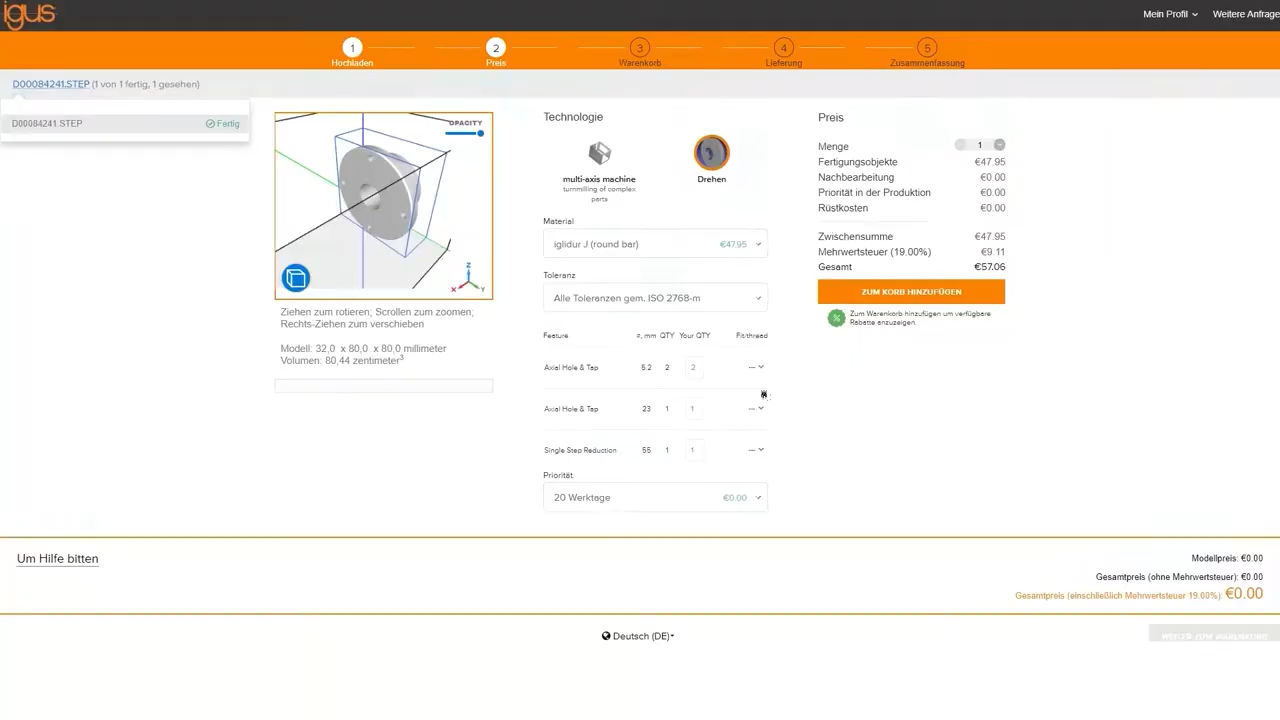 igus
Mein Profil
Weitere Anfrage
1
2
3
4
5
Hochladen
Preis
Warenkorb
Lieferung
Zusammenfassung
D00084241.STEP (1 von 1 fertig, 1 gesehen)
D00084241.STEP
Fertig
OPACITY
Z
X
Y
Ziehen zum rotieren; Scrollen zum zoomen;
Rechts-Ziehen zum verschieben
Modell: 32,0 x 80,0 x 80,0 millimeter
Volumen: 80,44 zentimeter³
Technologie
multi-axis machine
turnmilling of complex
parts
Drehen
Material
iglidur J (round bar) €47.95
Toleranz
Alle Toleranzen gem. ISO 2768-m
Feature ⌀, mm QTY Your QTY Fit/thread
Axial Hole & Tap 5.2 2 2 ---
Axial Hole & Tap 23 1 1 ---
Single Step Reduction 55 1 1 ---
Priorität
20 Werktage €0.00
Preis
Menge 1
Fertigungsobjekte €47.95
Nachbearbeitung €0.00
Priorität in der Produktion €0.00
Rüstkosten €0.00
Zwischensumme €47.95
Mehrwertsteuer (19.00%) €9.11
Gesamt €57.06
ZUM KORB HINZUFÜGEN
%
Zum Warenkorb hinzufügen um verfügbare
Rabatte anzuzeigen.
Um Hilfe bitten
Modellpreis: €0.00
Gesamtpreis (ohne Mehrwertsteuer): €0.00
Gesamtpreis (einschließlich Mehrwertsteuer 19.00%): €0.00
Deutsch (DE)
WEITER ZUM WARENKORB